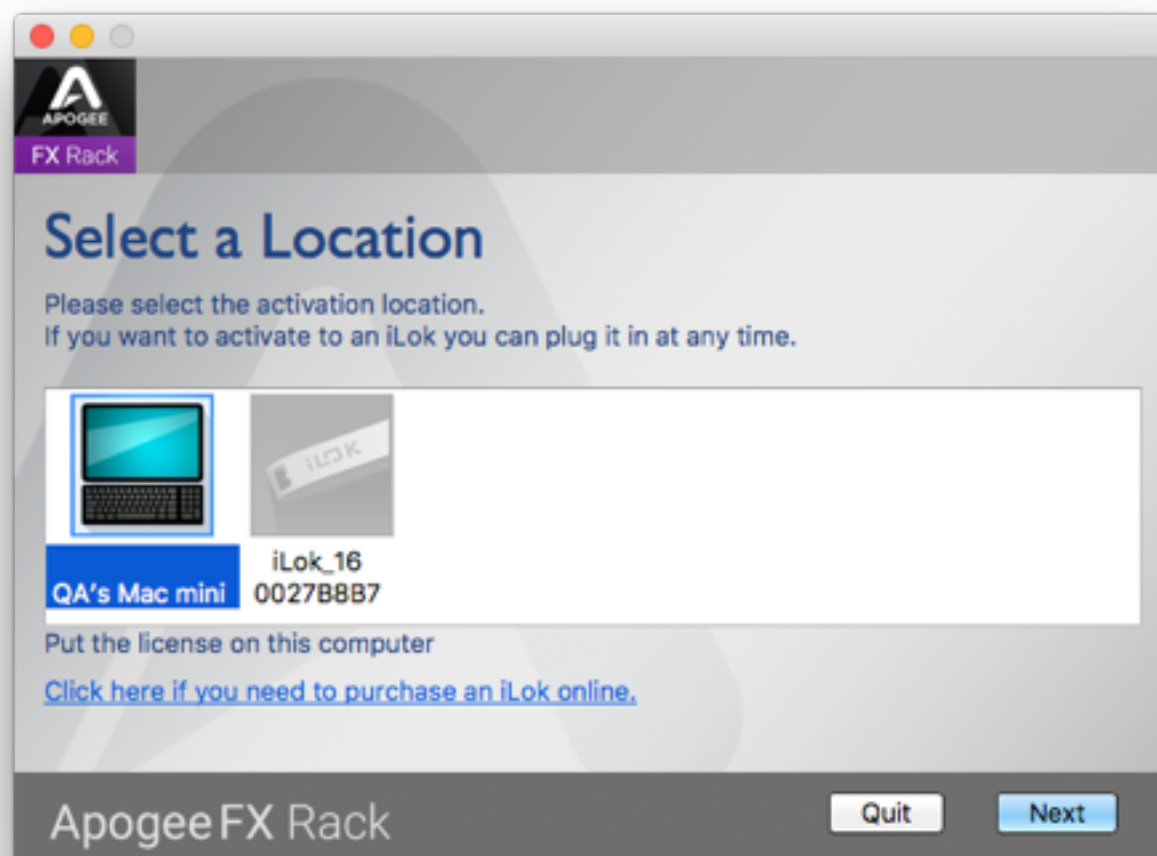 APOGEE
FX Rack
Select a Location
Please select the activation location.
If you want to activate to an iLok you can plug it in at any time.
iLOK
QA's Mac mini
iLok_16
0027B8B7
Put the license on this computer
Click here if you need to purchase an iLok online.
Apogee FX Rack
Quit
Next